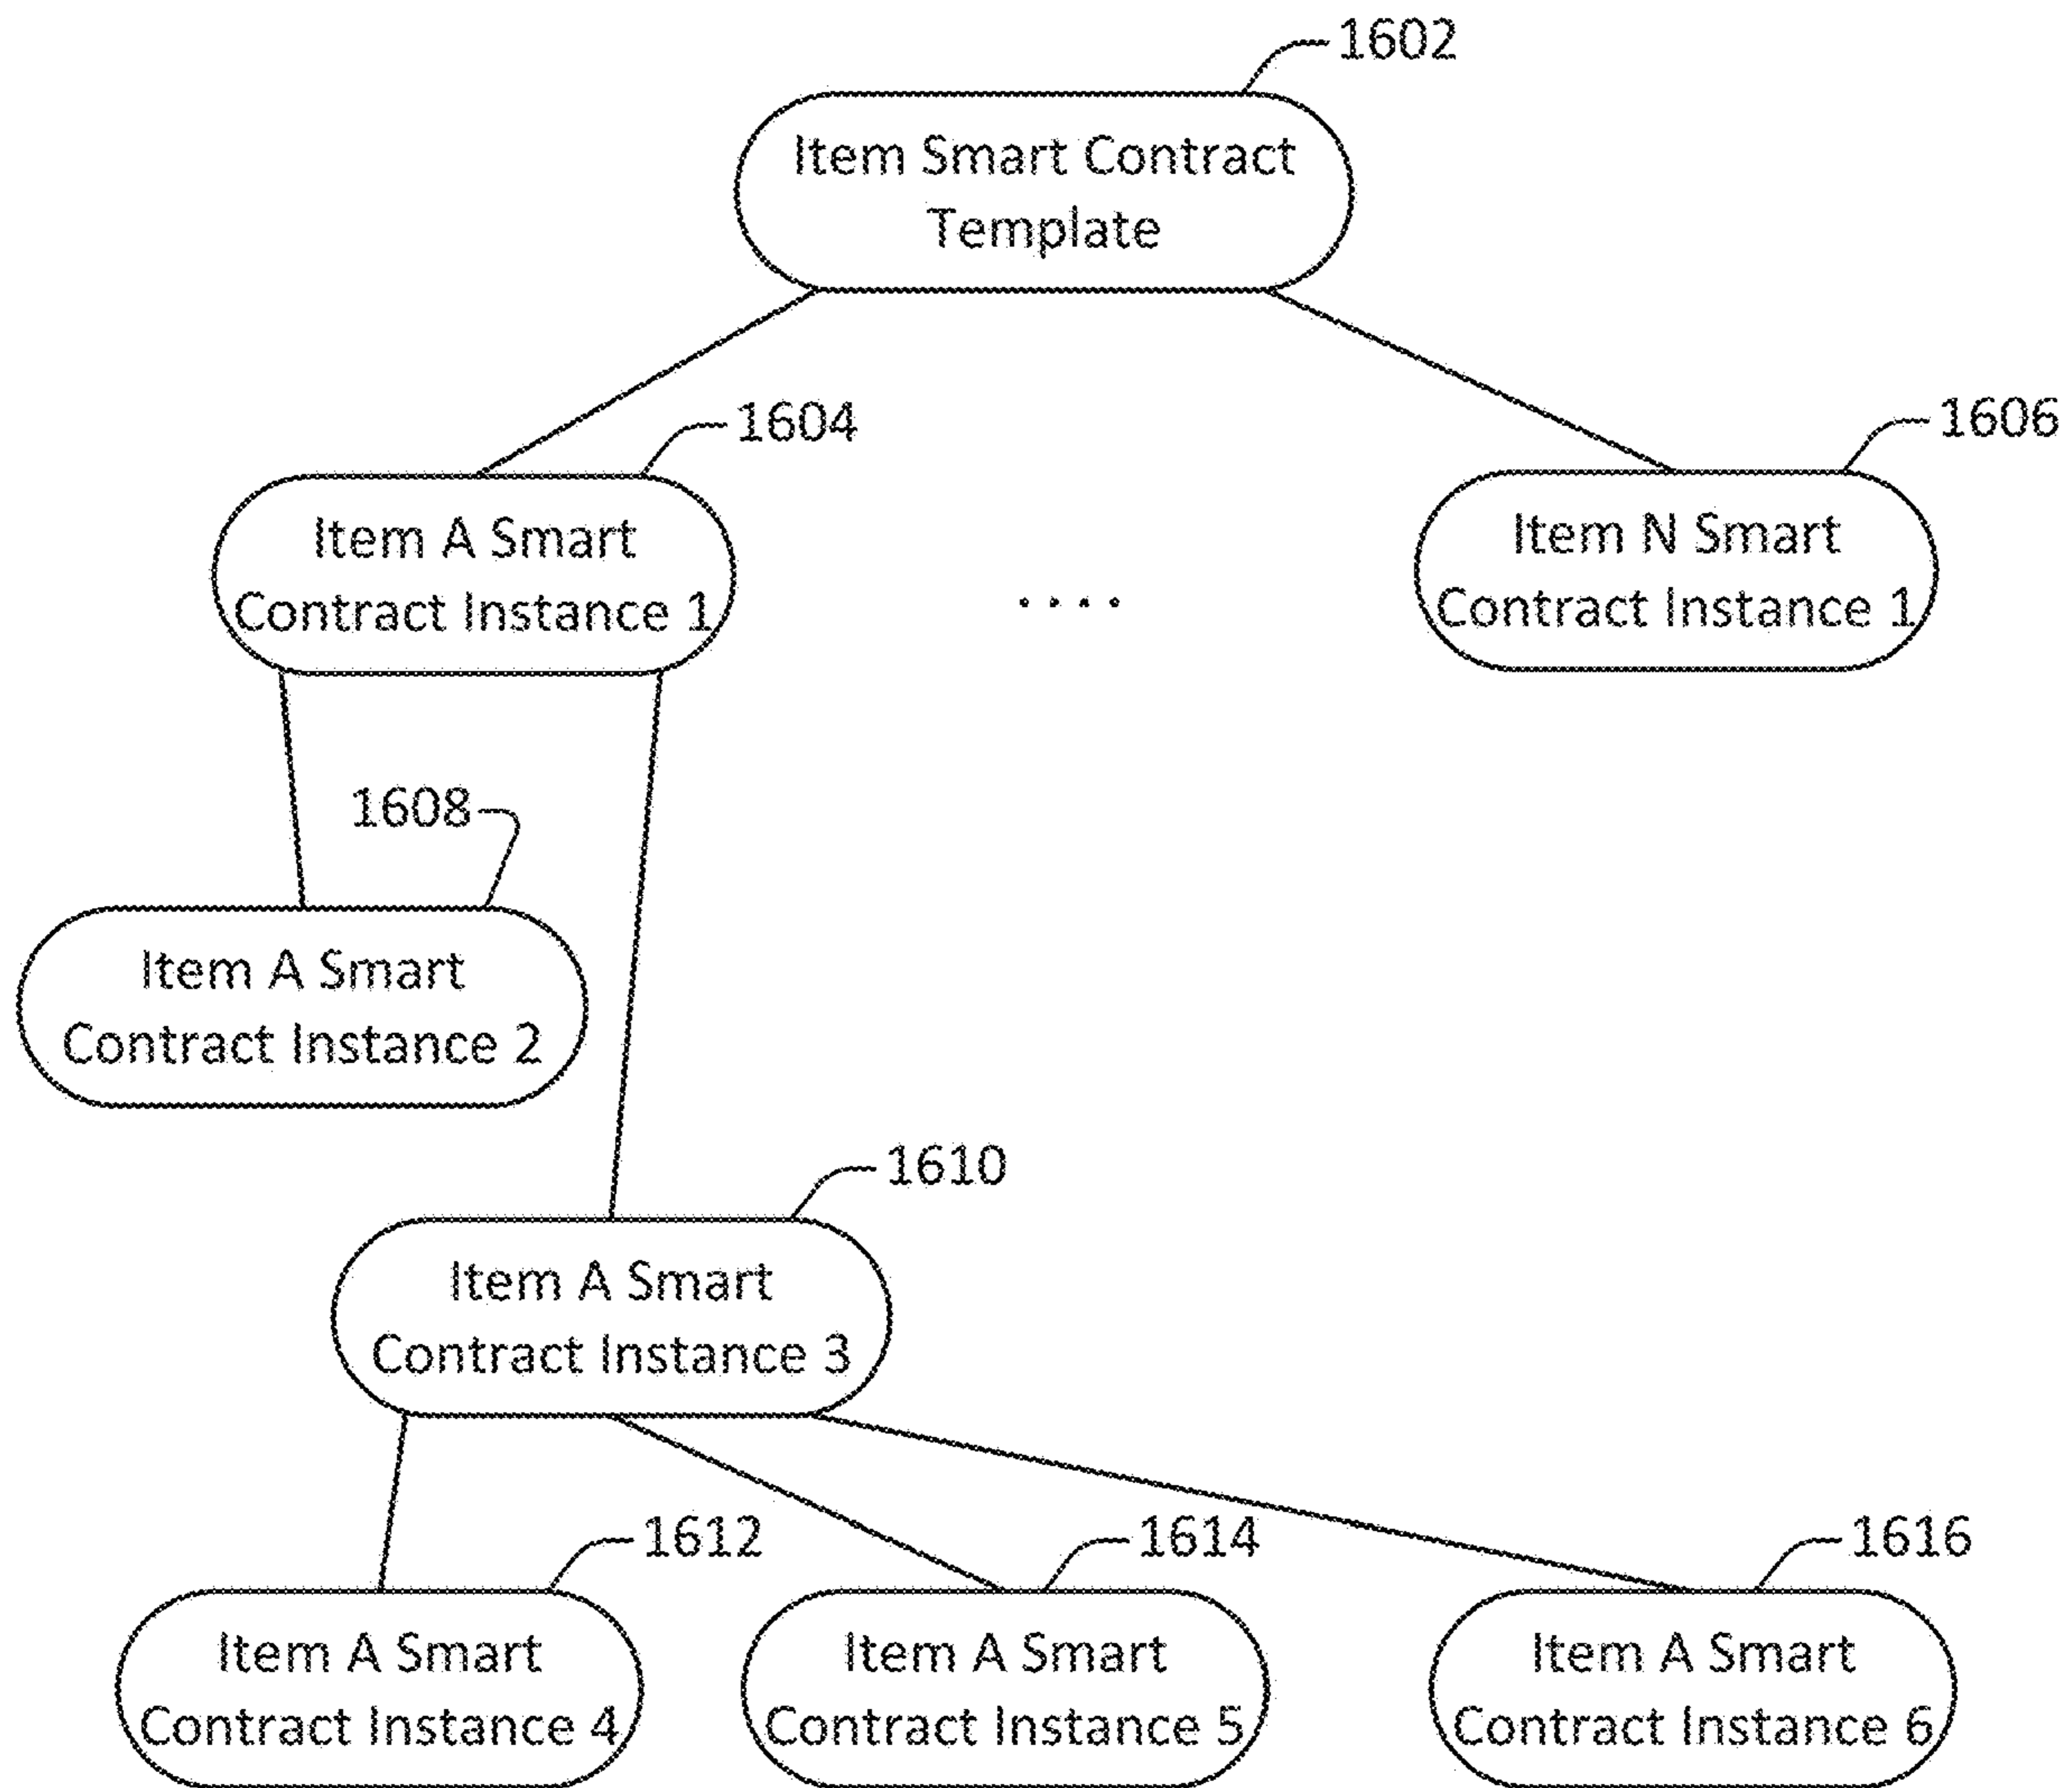 1602
Item Smart Contract
Template
1604
1606
Item A Smart
Contract Instance 1
....
Item N Smart
Contract Instance 1
1608
Item A Smart
Contract Instance 2
1610
Item A Smart
Contract Instance 3
1612
1614
1616
Item A Smart
Contract Instance 4
Item A Smart
Contract Instance 5
Item A Smart
Contract Instance 6